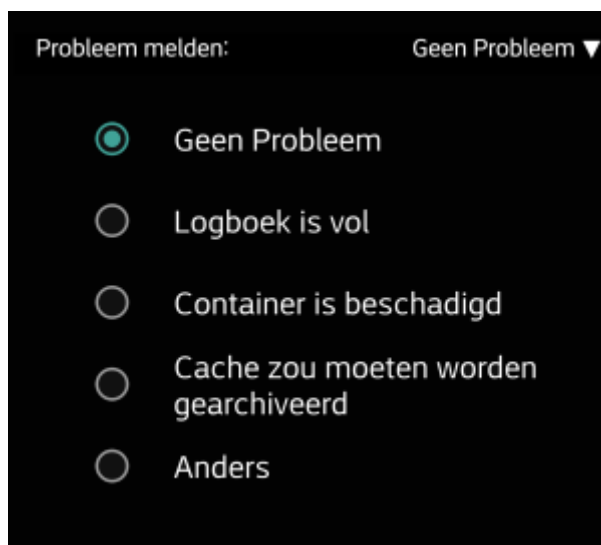 Probleem melden: Geen Probleem ▼
Geen Probleem
Logboek is vol
Container is beschadigd
Cache zou moeten worden
gearchiveerd
Anders